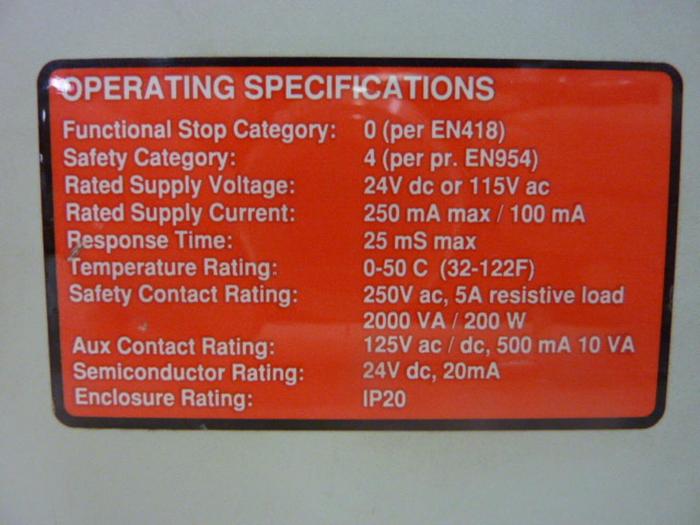 OPERATING SPECIFICATIONS
Functional Stop Category: 0 (per EN418)
Safety Category: 4 (per pr. EN954)
Rated Supply Voltage: 24V dc or 115V ac
Rated Supply Current: 250 mA max / 100 mA
Response Time: 25 mS max
Temperature Rating: 0-50 C (32-122F)
Safety Contact Rating: 250V ac, 5A resistive load
2000 VA / 200 W
Aux Contact Rating: 125V ac / dc, 500 mA 10 VA
Semiconductor Rating: 24V dc, 20mA
Enclosure Rating: IP20